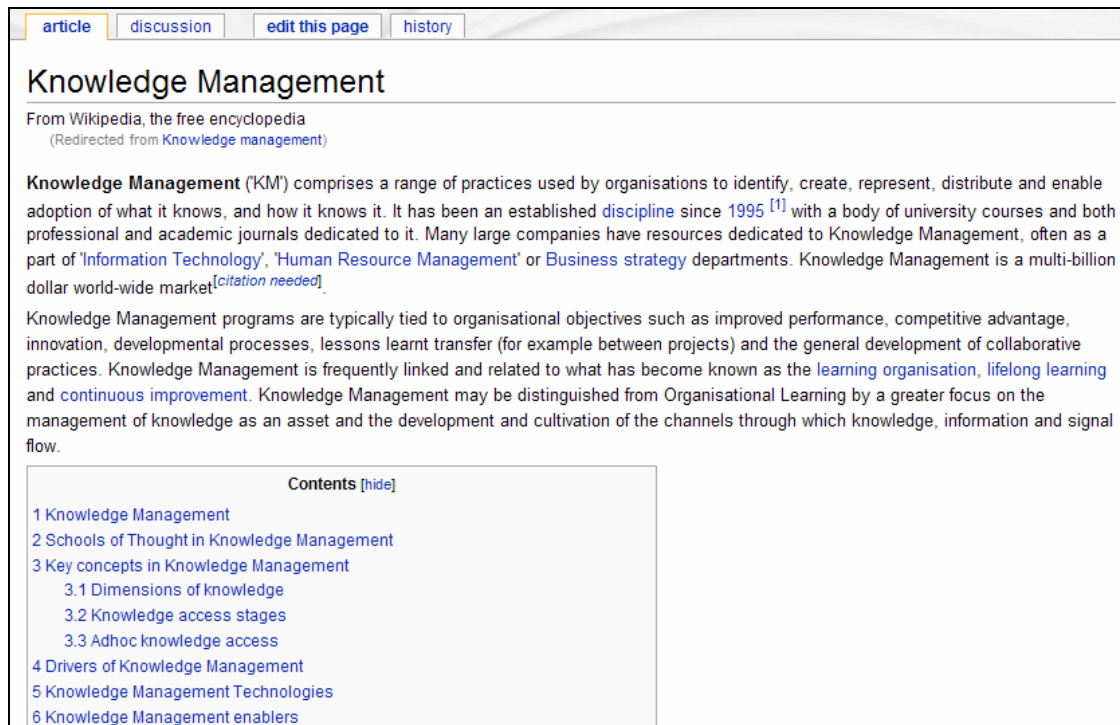 article discussion edit this page history
Knowledge Management
From Wikipedia, the free encyclopedia
(Redirected from Knowledge management)
Knowledge Management ('KM') comprises a range of practices used by organisations to identify, create, represent, distribute and enable
adoption of what it knows, and how it knows it. It has been an established discipline since 1995 [1] with a body of university courses and both
professional and academic journals dedicated to it. Many large companies have resources dedicated to Knowledge Management, often as a
part of 'Information Technology', 'Human Resource Management' or Business strategy departments. Knowledge Management is a multi-billion
dollar world-wide market[citation needed].
Knowledge Management programs are typically tied to organisational objectives such as improved performance, competitive advantage,
innovation, developmental processes, lessons learnt transfer (for example between projects) and the general development of collaborative
practices. Knowledge Management is frequently linked and related to what has become known as the learning organisation, lifelong learning
and continuous improvement. Knowledge Management may be distinguished from Organisational Learning by a greater focus on the
management of knowledge as an asset and the development and cultivation of the channels through which knowledge, information and signal
flow.
Contents [hide]
1 Knowledge Management
2 Schools of Thought in Knowledge Management
3 Key concepts in Knowledge Management
3.1 Dimensions of knowledge
3.2 Knowledge access stages
3.3 Adhoc knowledge access
4 Drivers of Knowledge Management
5 Knowledge Management Technologies
6 Knowledge Management enablers